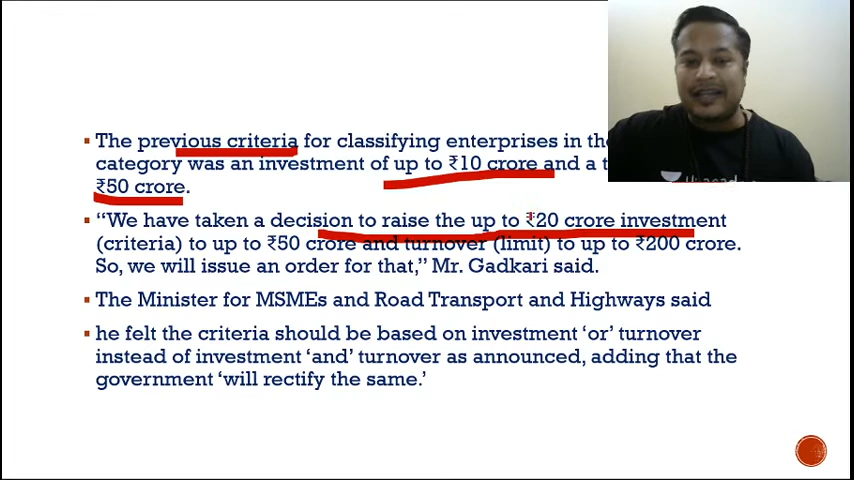 The previous criteria for classifying enterprises in the
category was an investment of up to ₹10 crore and a t
₹50 crore.
“We have taken a decision to raise the up to ₹20 crore investment
(criteria) to up to ₹50 crore and turnover (limit) to up to ₹200 crore.
So, we will issue an order for that,” Mr. Gadkari said.
The Minister for MSMEs and Road Transport and Highways said
he felt the criteria should be based on investment ‘or’ turnover
instead of investment ‘and’ turnover as announced, adding that the
government ‘will rectify the same.’